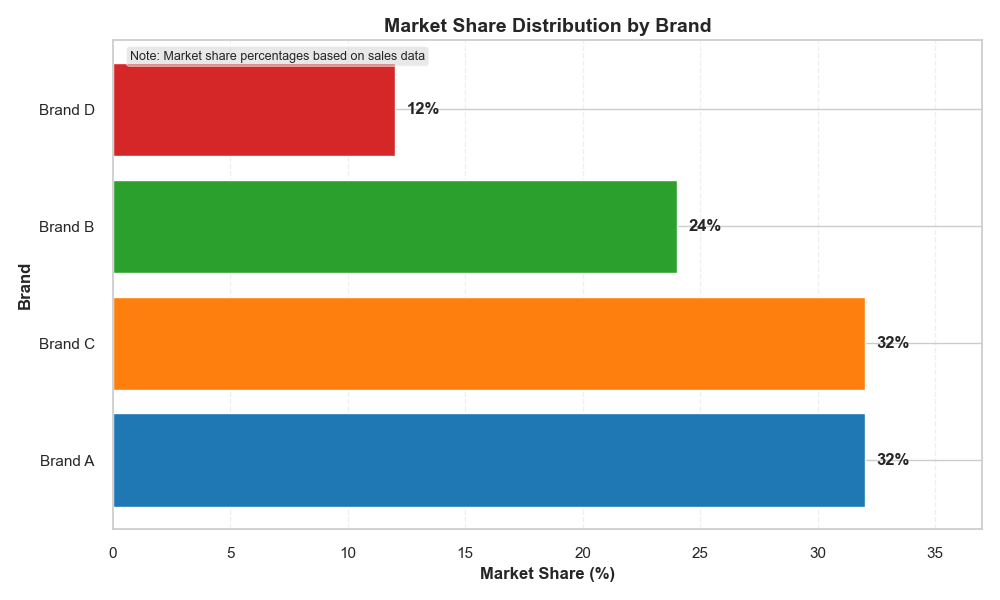 Market Share Distribution by Brand
Note: Market share percentages based on sales data
Brand D
12%
Brand B
24%
Brand C
32%
Brand A
32%
Brand
0 5 10 15 20 25 30 35
Market Share (%)